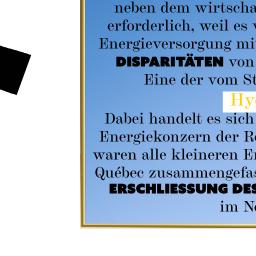 neben dem wirtscha
erforderlich, weil es v
Energieversorgung mi
DISPARITÄTEN von
Eine der vom St
Hy
Dabei handelt es sich
Energiekonzern der R
waren alle kleineren E
Québec zusammengefas
ERSCHLIESSUNG DES
im N